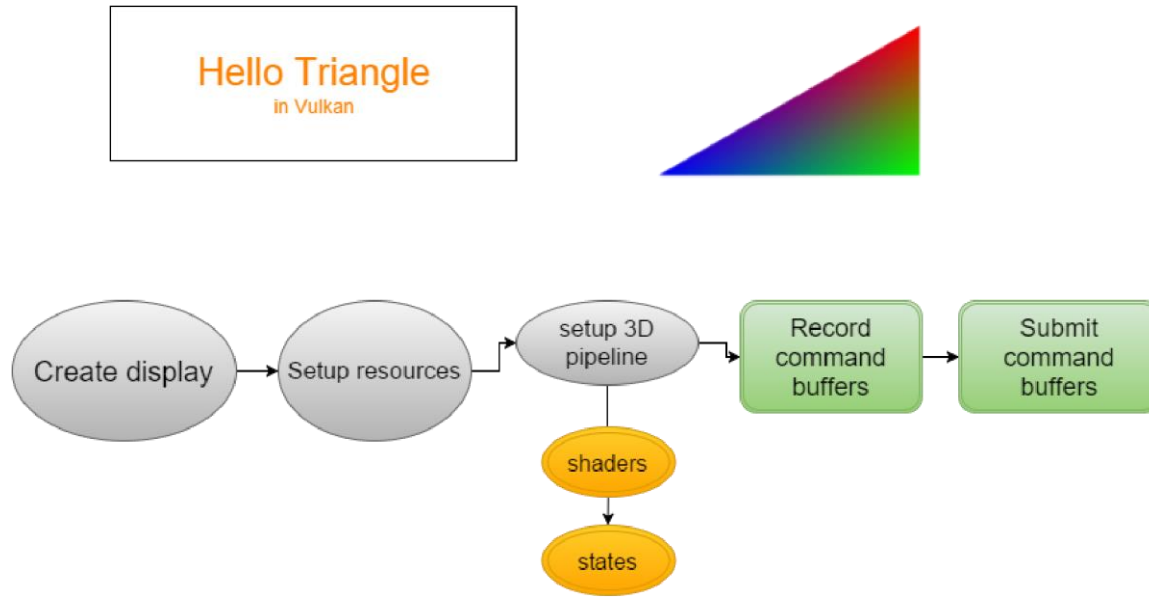 Hello Triangle
in Vulkan
Create display
Setup resources
setup 3D
pipeline
Record
command
buffers
Submit
command
buffers
shaders
states